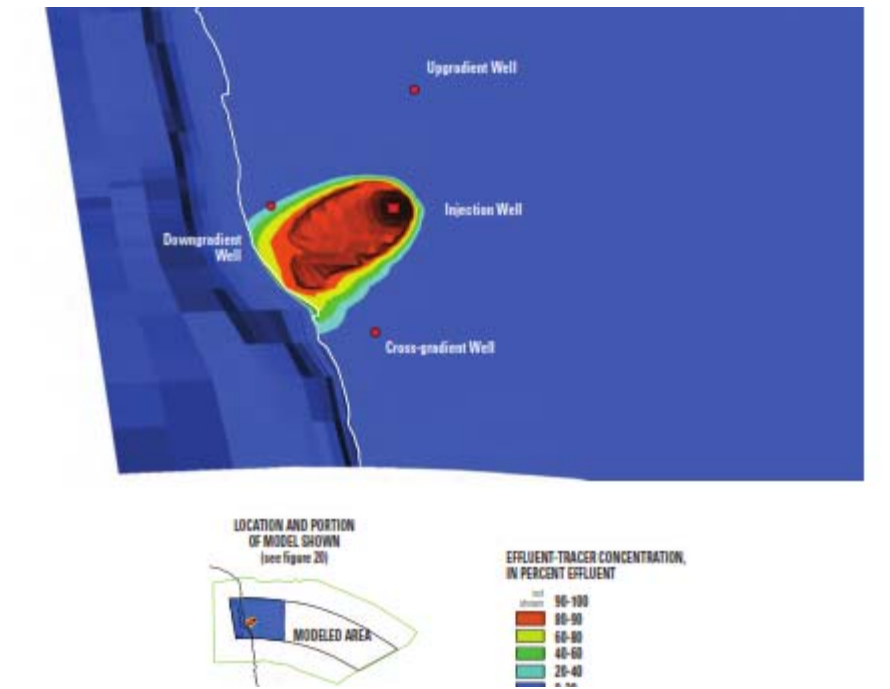 Upgradient Well
Injection Well
Downgradient
Well
Cross-gradient Well
LOCATION AND PORTION
OF MODEL SHOWN
(see figure 20)
MODELED AREA
EFFLUENT-TRACER CONCENTRATION,
IN PERCENT EFFLUENT
not
shown 90-100
80-90
60-80
40-60
20-40